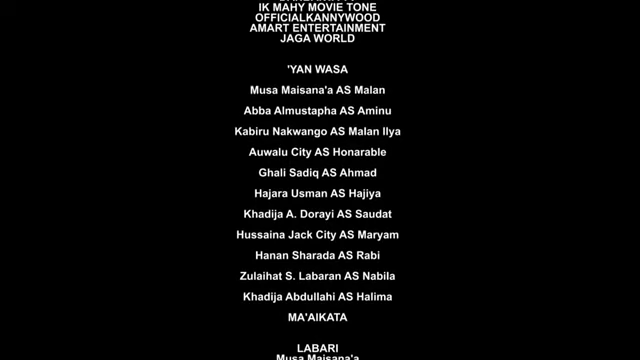 IK MAHY MOVIE TONE
OFFICIALKANNYWOOD
AMART ENTERTAINMENT
JAGA WORLD
'YAN WASA
Musa Maisana'a AS Malan
Abba Almustapha AS Aminu
Kabiru Nakwango AS Malan Ilya
Auwalu City AS Honarable
Ghali Sadiq AS Ahmad
Hajara Usman AS Hajiya
Khadija A. Dorayi AS Saudat
Hussaina Jack City AS Maryam
Hanan Sharada AS Rabi
Zulaihat S. Labaran AS Nabila
Khadija Abdullahi AS Halima
MA'AIKATA
LABARI
Musa Maisana'a